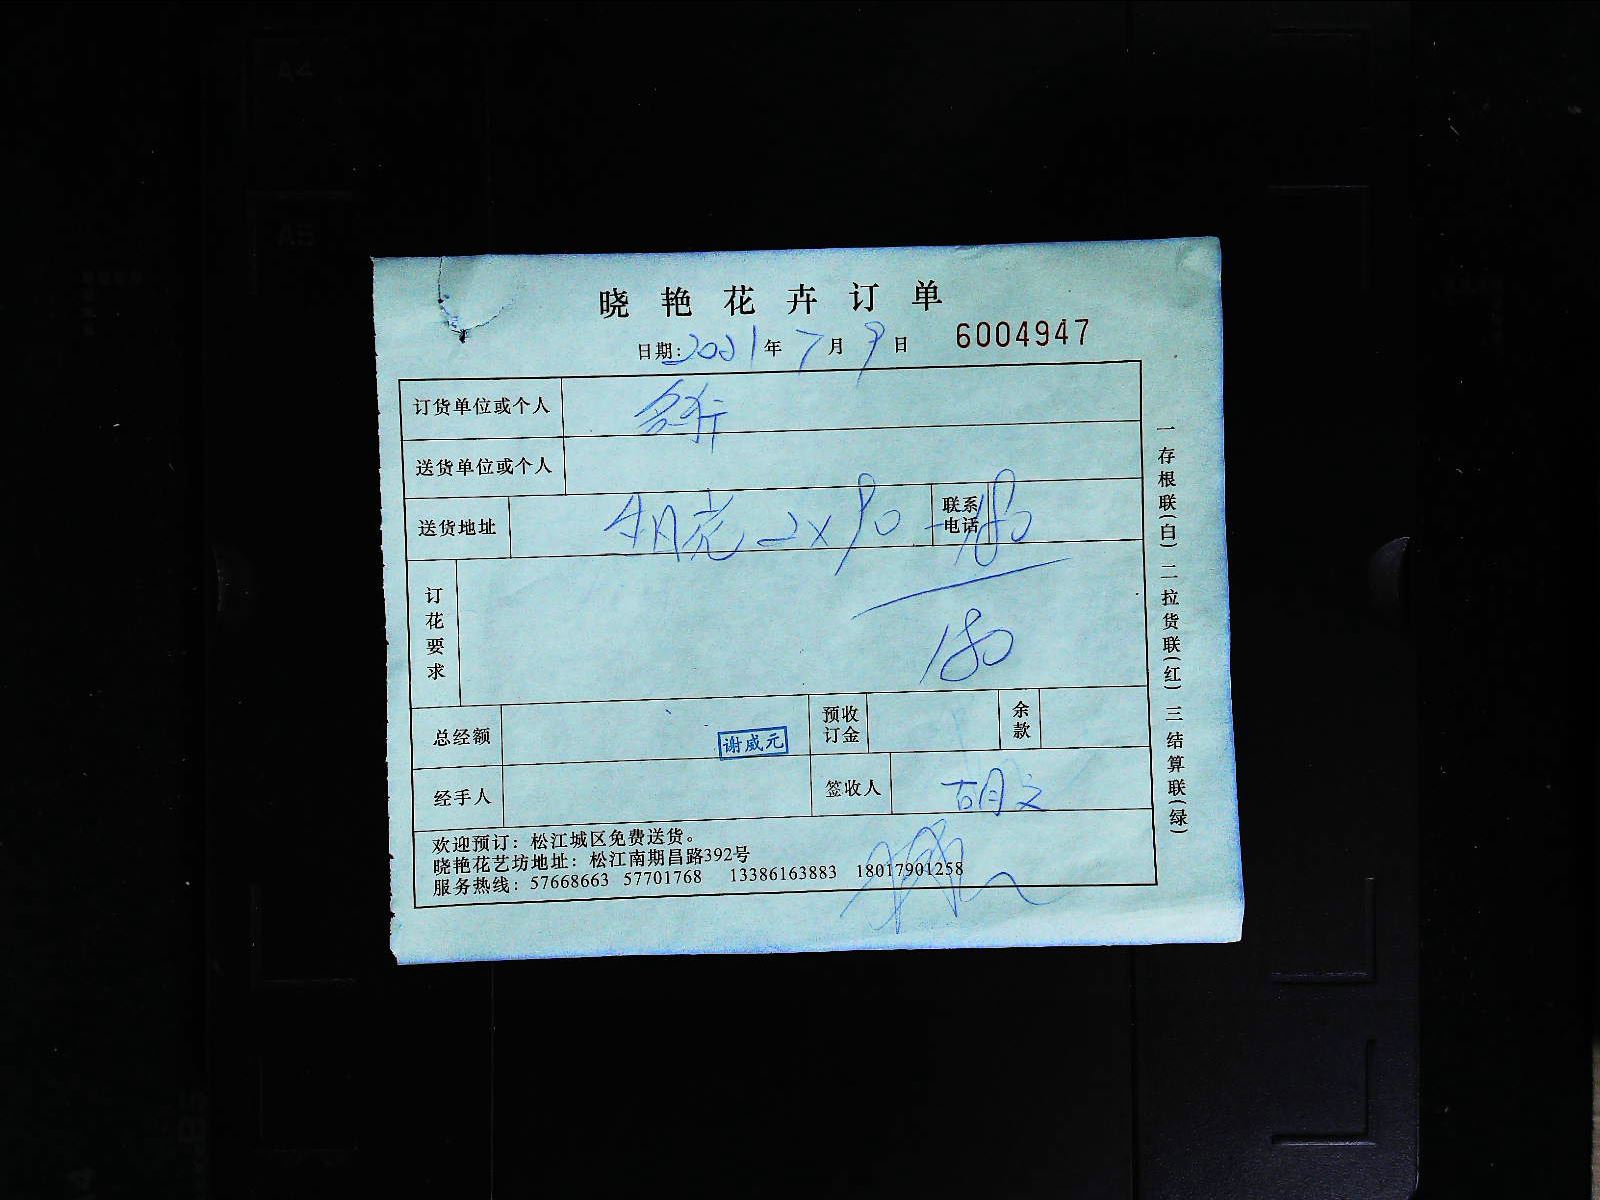 晓艳花卉订单
日期: 2021年7月9日 6004947
订货单位或个人
送货单位或个人
送货地址 2×90 联系电话 180
订花要求 180
总经额 谢威元 预收订金 余款
经手人 签收人 胡文
欢迎预订：松江城区免费送货。
晓艳花艺坊地址：松江南期昌路392号
服务热线：57668663 57701768 13386163883 18017901258
一存根联(白) 二拉货联(红) 三结算联(绿)
A4
A5